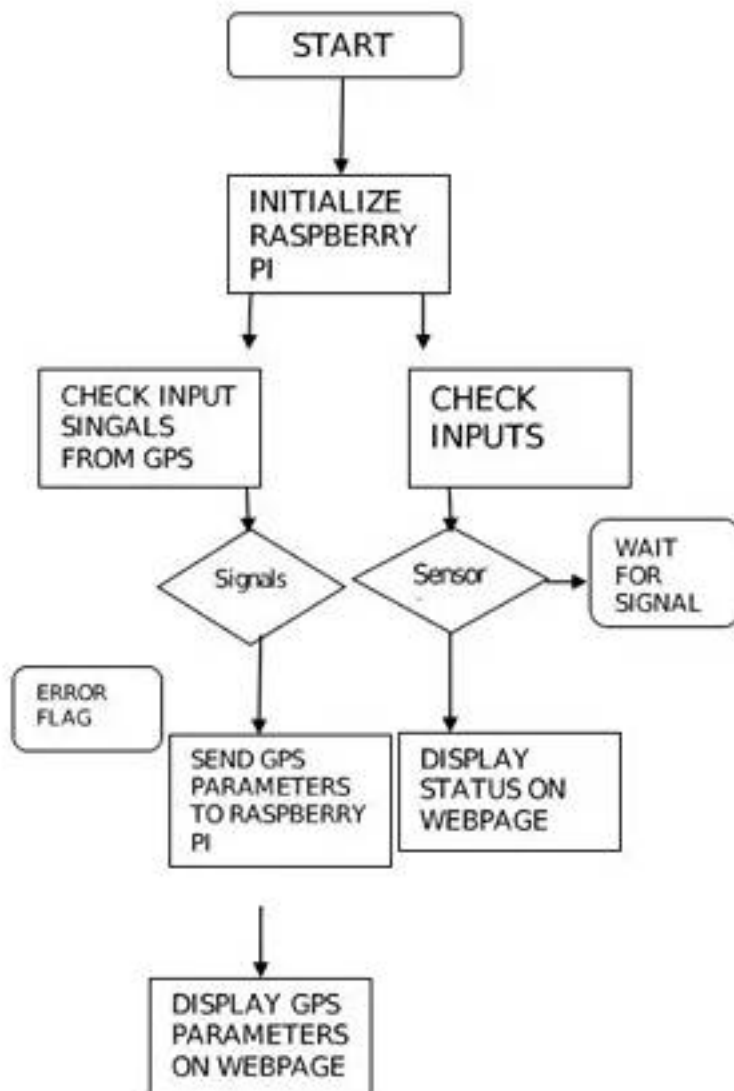 START
INITIALIZE
RASPBERRY
PI
CHECK INPUT
SINGALS
FROM GPS
CHECK
INPUTS
Signals
Sensor
WAIT
FOR
SIGNAL
ERROR
FLAG
SEND GPS
PARAMETERS
TO RASPBERRY
PI
DISPLAY
STATUS ON
WEBPAGE
DISPLAY GPS
PARAMETERS
ON WEBPAGE